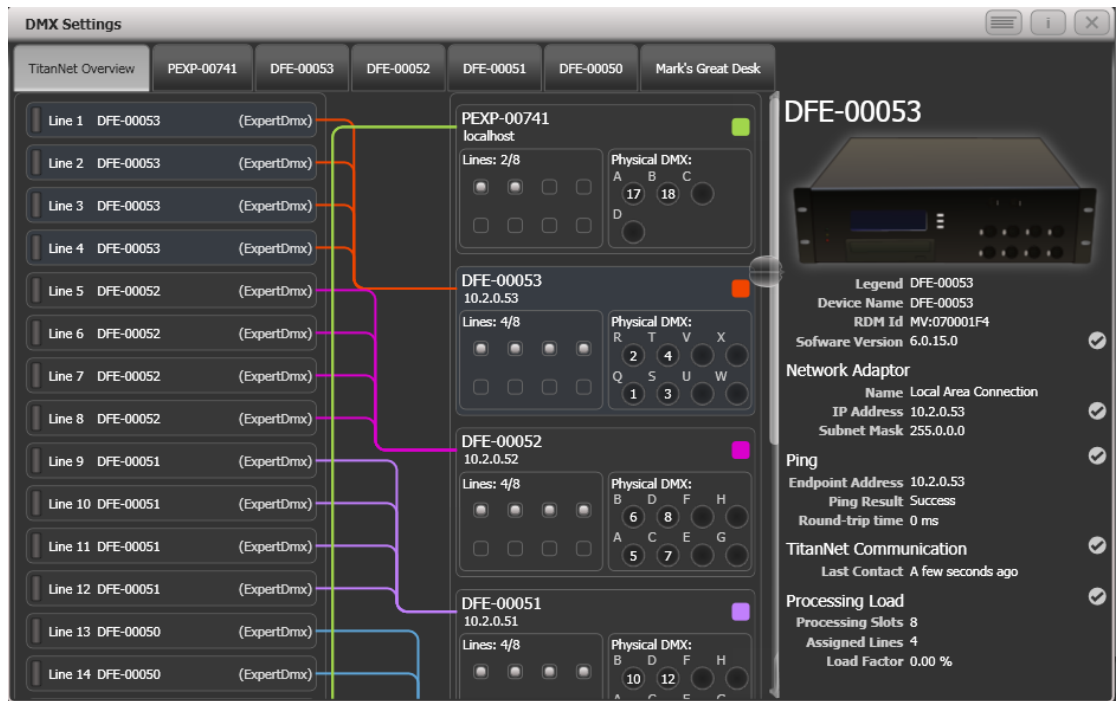 DMX Settings
i
TitanNet Overview
PEXP-00741
DFE-00053
DFE-00052
DFE-00051
DFE-00050
Mark's Great Desk
Line 1 DFE-00053 (ExpertDmx)
Line 2 DFE-00053 (ExpertDmx)
Line 3 DFE-00053 (ExpertDmx)
Line 4 DFE-00053 (ExpertDmx)
Line 5 DFE-00052 (ExpertDmx)
Line 6 DFE-00052 (ExpertDmx)
Line 7 DFE-00052 (ExpertDmx)
Line 8 DFE-00052 (ExpertDmx)
Line 9 DFE-00051 (ExpertDmx)
Line 10 DFE-00051 (ExpertDmx)
Line 11 DFE-00051 (ExpertDmx)
Line 12 DFE-00051 (ExpertDmx)
Line 13 DFE-00050 (ExpertDmx)
Line 14 DFE-00050 (ExpertDmx)
PEXP-00741
localhost
Lines: 2/8
Physical DMX:
A B C
17 18
D
DFE-00053
10.2.0.53
Lines: 4/8
Physical DMX:
R T V X
2 4
Q S U W
1 3
DFE-00052
10.2.0.52
Lines: 4/8
Physical DMX:
B D F H
6 8
A C E G
5 7
DFE-00051
10.2.0.51
Lines: 4/8
Physical DMX:
B D F H
10 12
DFE-00053
Legend DFE-00053
Device Name DFE-00053
RDM Id MV:070001F4
Sofware Version 6.0.15.0
Network Adaptor
Name Local Area Connection
IP Address 10.2.0.53
Subnet Mask 255.0.0.0
Ping
Endpoint Address 10.2.0.53
Ping Result Success
Round-trip time 0 ms
TitanNet Communication
Last Contact A few seconds ago
Processing Load
Processing Slots 8
Assigned Lines 4
Load Factor 0.00 %